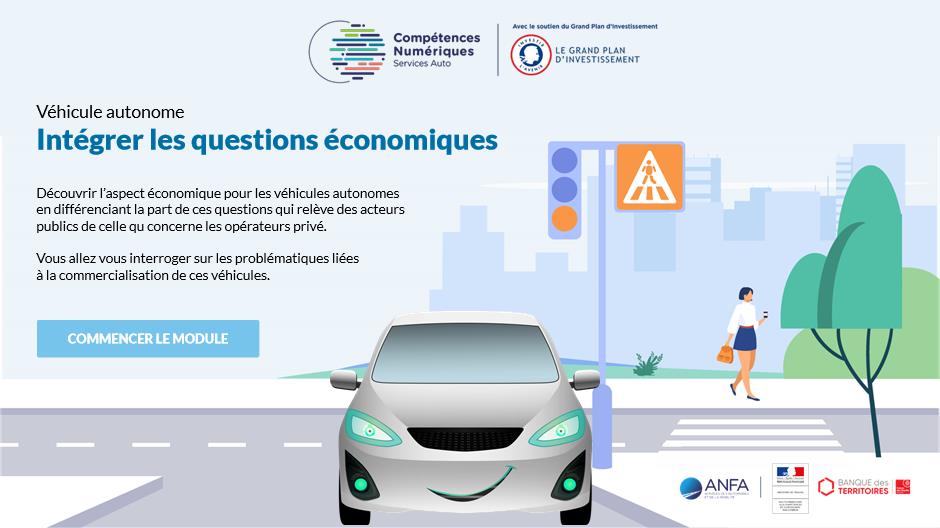 Compétences
Numériques
Services Auto
Avec le soutien du Grand Plan d'Investissement
INVESTIR
L'AVENIR
LE GRAND PLAN
D'INVESTISSEMENT
Véhicule autonome
Intégrer les questions économiques
Découvrir l'aspect économique pour les véhicules autonomes
en différenciant la part de ces questions qui relève des acteurs
publics de celle qu concerne les opérateurs privé.
Vous allez vous interroger sur les problématiques liées
à la commercialisation de ces véhicules.
COMMENCER LE MODULE
ANFA
BANQUE des
TERRITOIRES